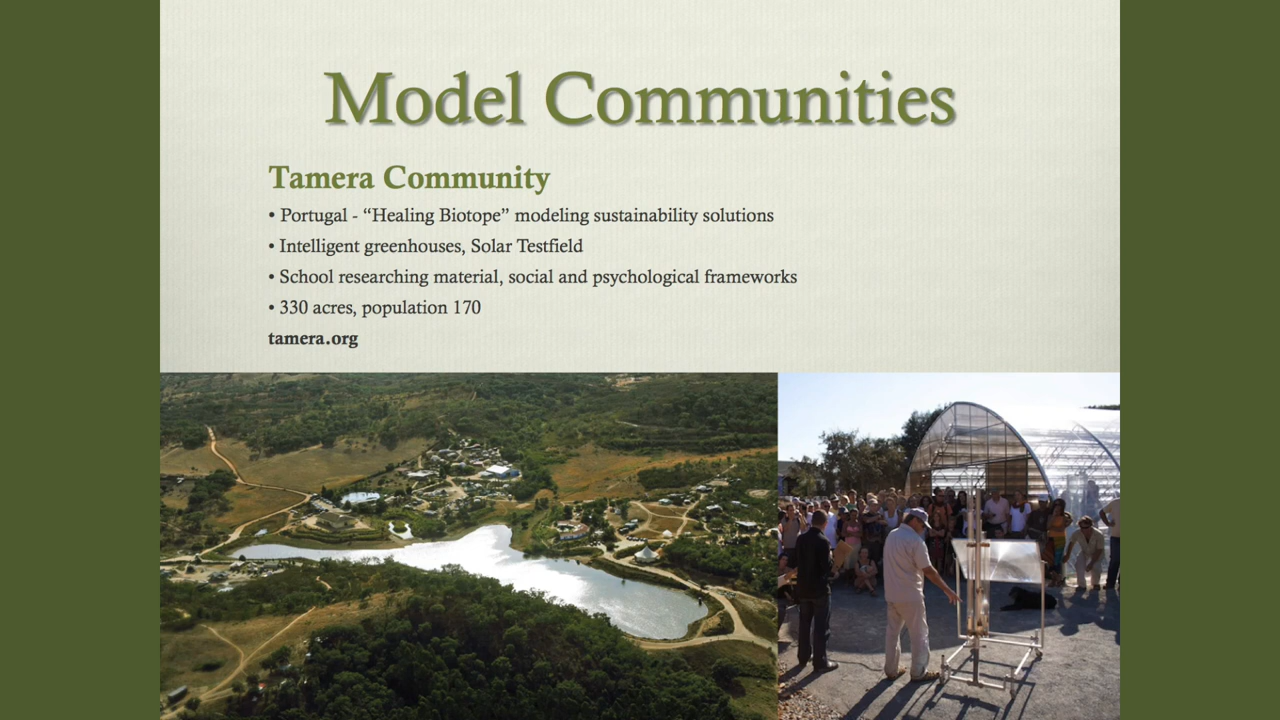 Model Communities
Tamera Community
• Portugal - “Healing Biotope” modeling sustainability solutions
• Intelligent greenhouses, Solar Testfield
• School researching material, social and psychological frameworks
• 330 acres, population 170
tamera.org